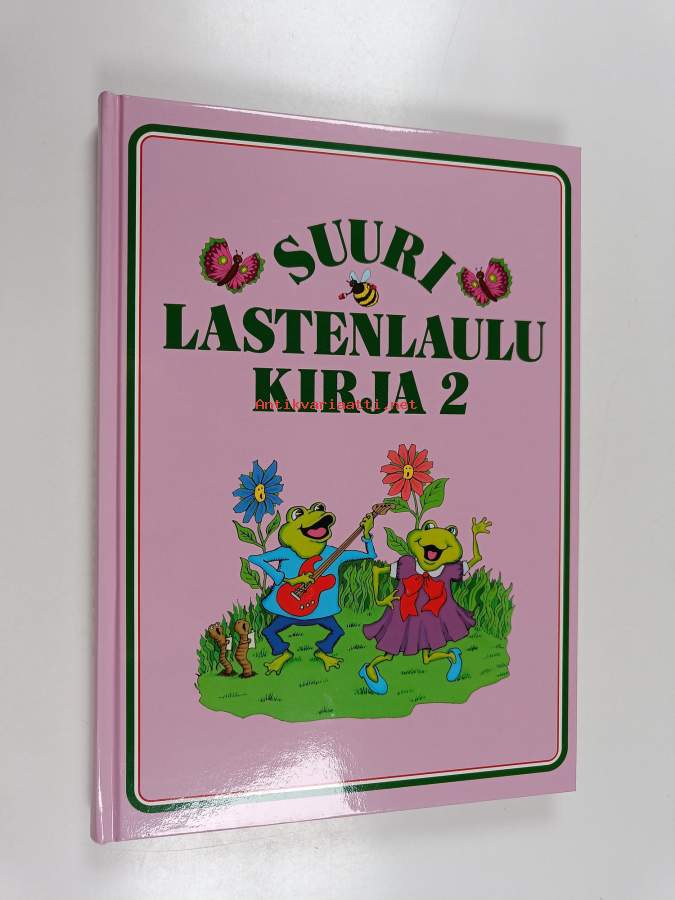 SUURI
LASTENLAULU
KIRJA 2
Antikvariaatti.net